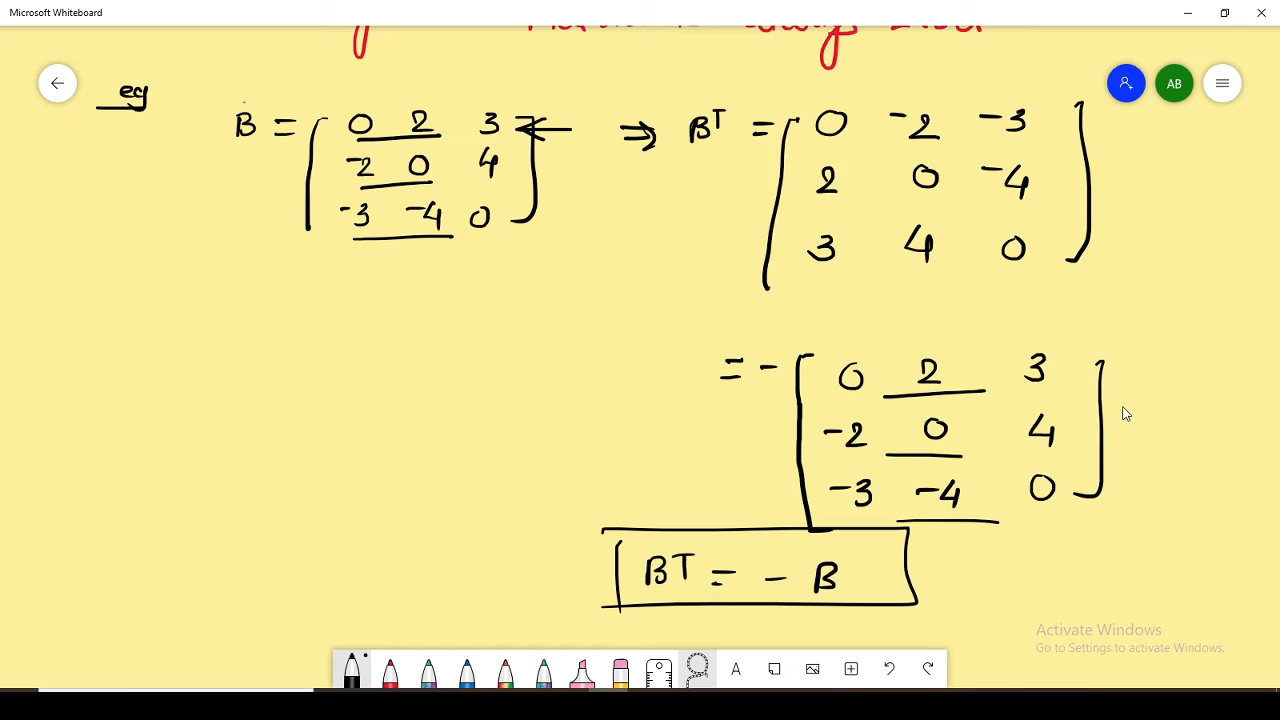 Microsoft Whiteboard
always
eg
AB
B = [ 0 2 3 ⇒ B^T = [ 0 -2 -3
-2 0 4 2 0 -4
-3 -4 0 ] 3 4 0 ]
= - [ 0 2 3
-2 0 4
-3 -4 0 ]
B^T = - B
Activate Windows
Go to Settings to activate Windows.
A